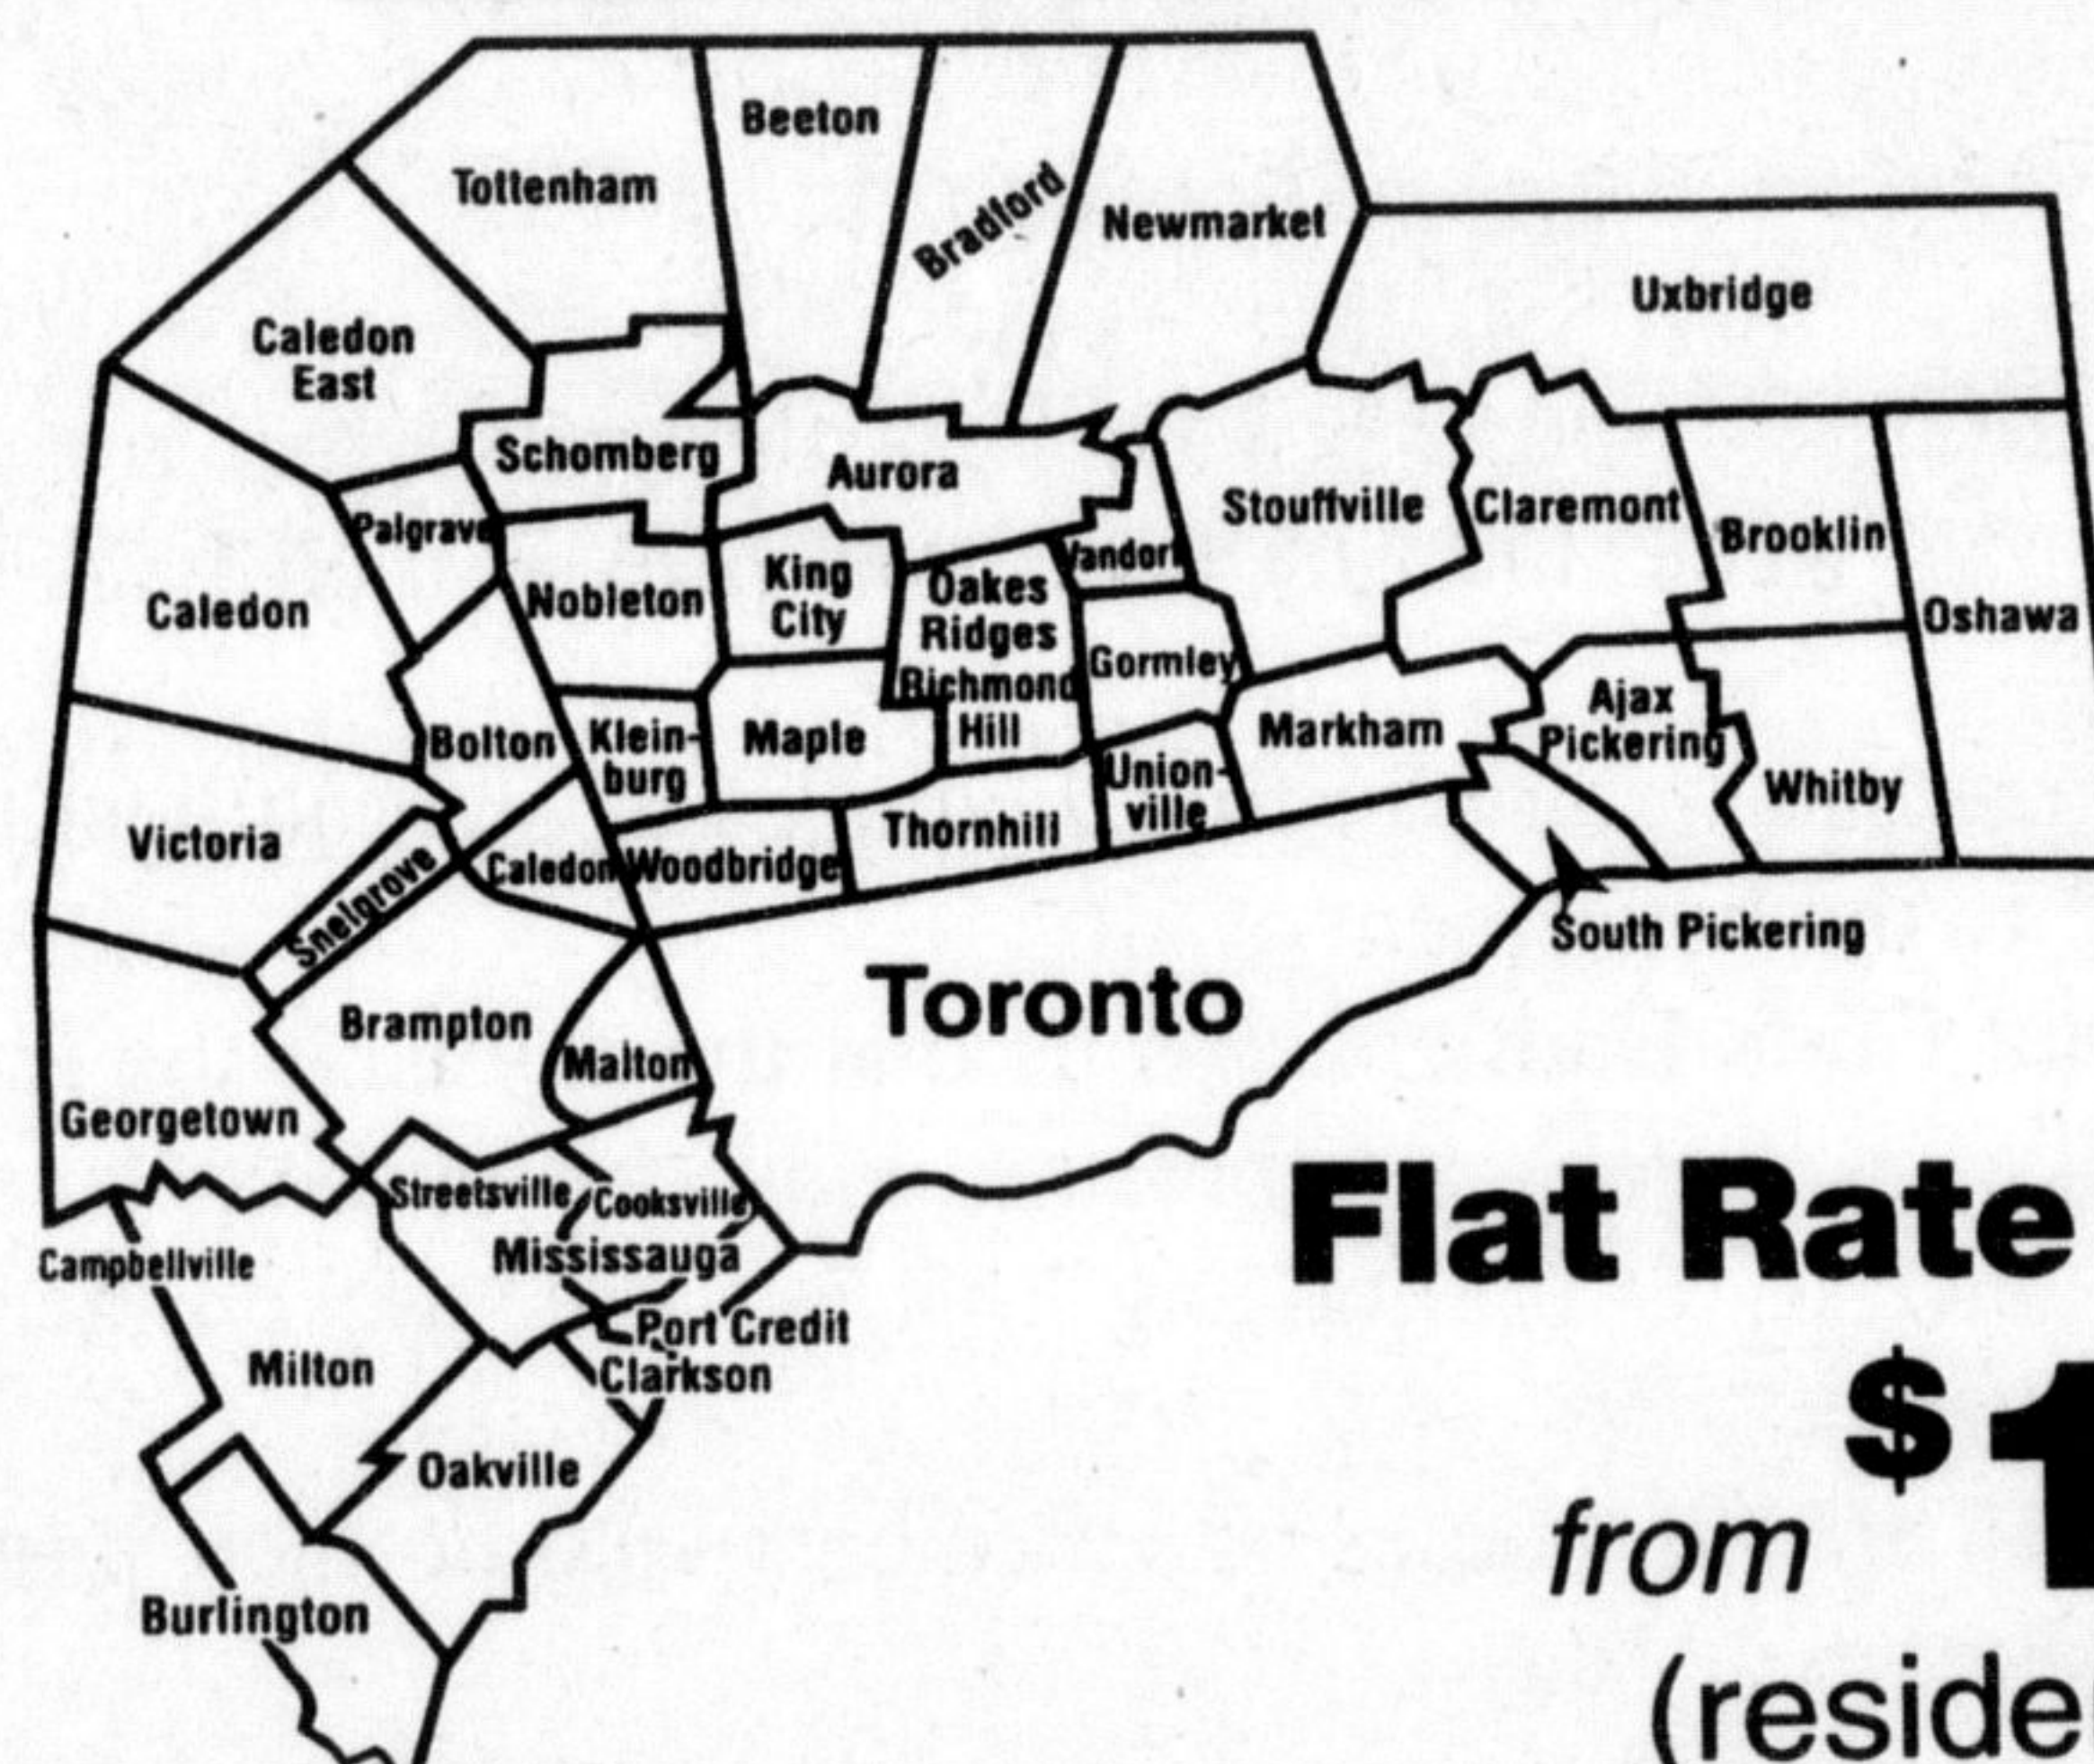 Beeton
Tottenham
Bradford
Newmarket
Uxbridge
Caledon
East
Schomberg
Aurora
Stouffville
Claremont
Palgrave
Brooklin
Vandorf
King
City
Oakes
Ridges
Nobleton
Caledon
Oshawa
Gormley
Richmond
Hill
Ajax
Pickering
Bolton
Klein-
burg
Maple
Markham
Union-
ville
Whitby
Victoria
Thornhill
Snelgrove
Caledon
Woodbridge
South Pickering
Toronto
Brampton
Malton
Georgetown
Streetsville
Cooksville
Mississauga
Campbellville
Port Credit
Clarkson
Milton
Oakville
Burlington
Flat Rate
$1
from
(reside